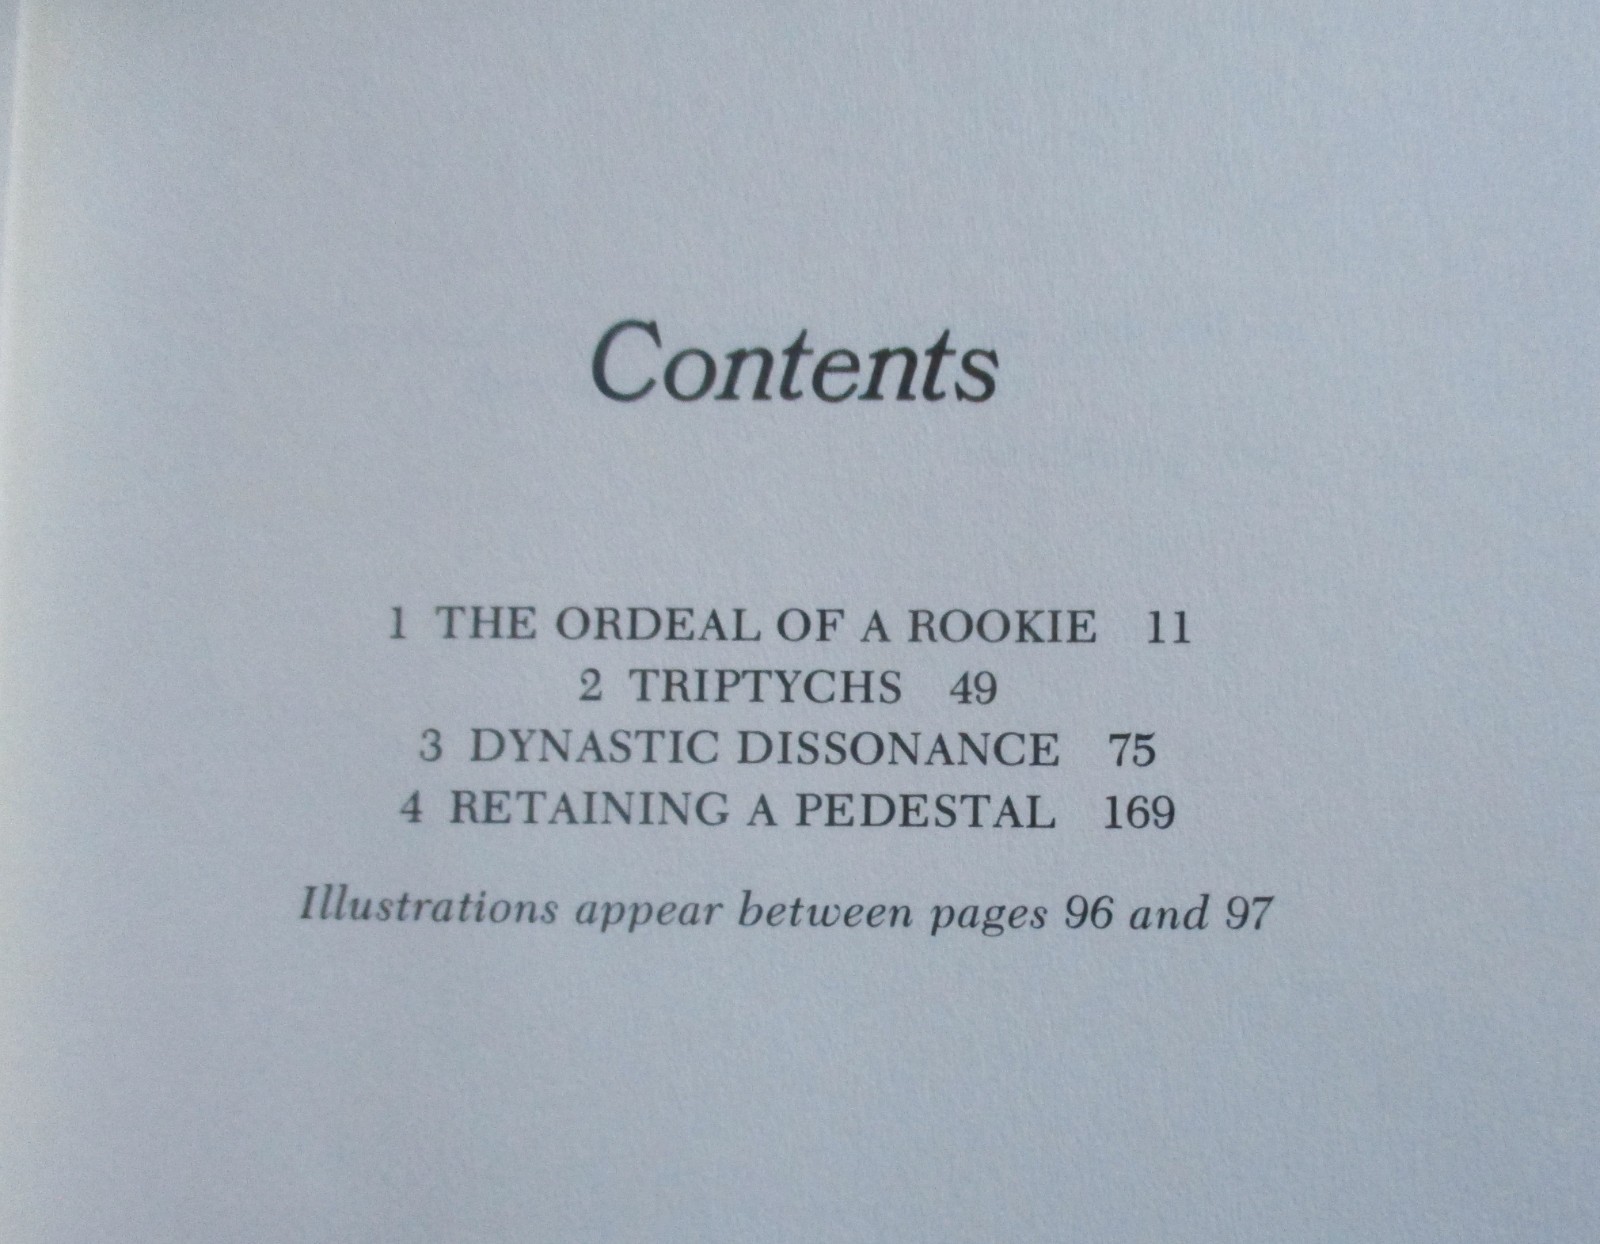 Contents
1 THE ORDEAL OF A ROOKIE 11
2 TRIPTYCHS 49
3 DYNASTIC DISSONANCE 75
4 RETAINING A PEDESTAL 169
Illustrations appear between pages 96 and 97